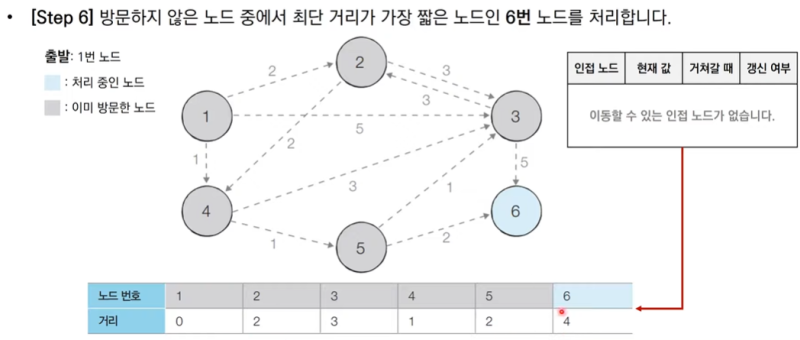 • [Step 6] 방문하지 않은 노드 중에서 최단 거리가 가장 짧은 노드인 6번 노드를 처리합니다.
출발: 1번 노드
: 처리 중인 노드
: 이미 방문한 노드
2
1
2
3
3
5
3
1
2
5
4
3
1
6
1
5
2
인접 노드 현재 값 거쳐갈 때 갱신 여부
이동할 수 있는 인접 노드가 없습니다.
노드 번호 1 2 3 4 5 6
거리 0 2 3 1 2 4